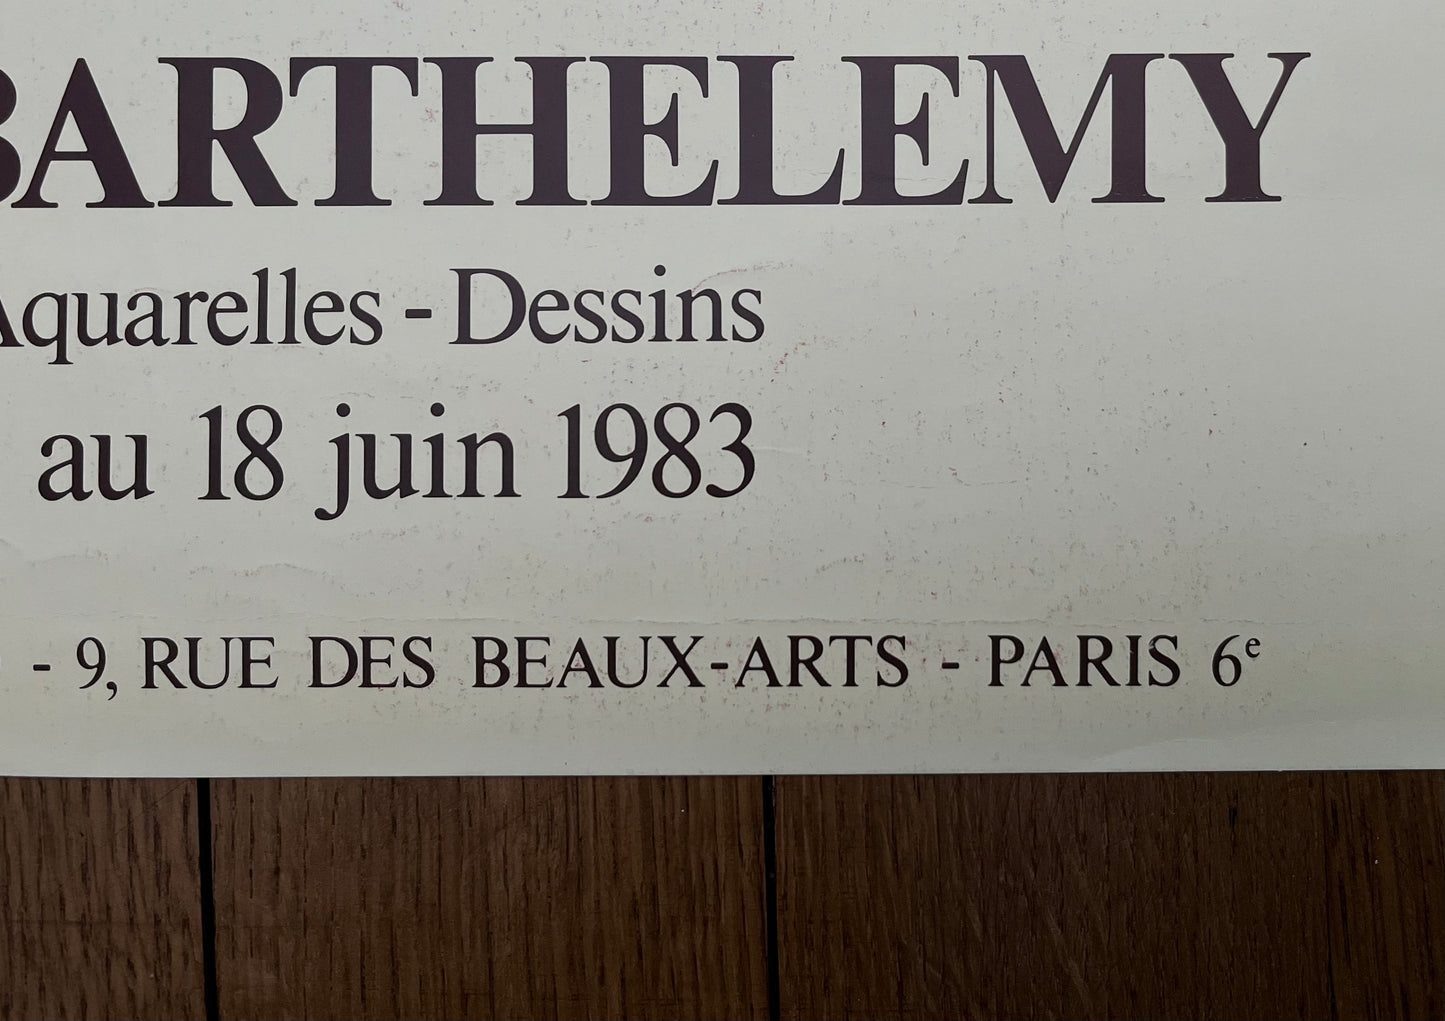 BARTHELEMY
Aquarelles - Dessins
au 18 juin 1983
- 9, RUE DES BEAUX-ARTS - PARIS 6e